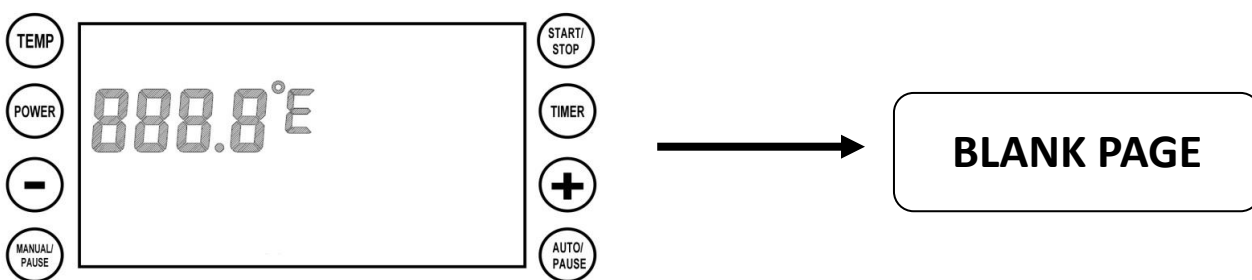 TEMP
POWER
-
MANUAL/
PAUSE
888.8°E
START/
STOP
TIMER
+
AUTO/
PAUSE
BLANK PAGE